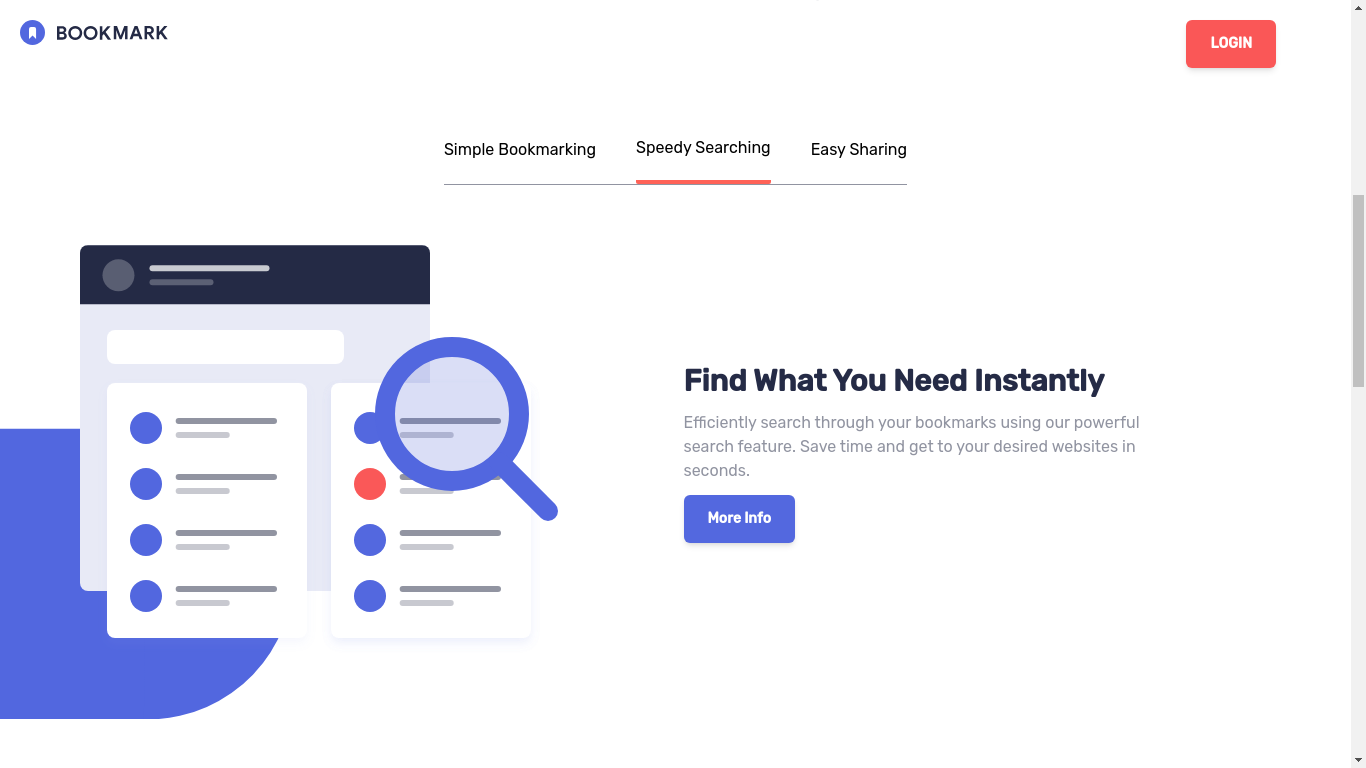 BOOKMARK
LOGIN
Simple Bookmarking
Speedy Searching
Easy Sharing
Find What You Need Instantly
Efficiently search through your bookmarks using our powerful
search feature. Save time and get to your desired websites in
seconds.
More Info